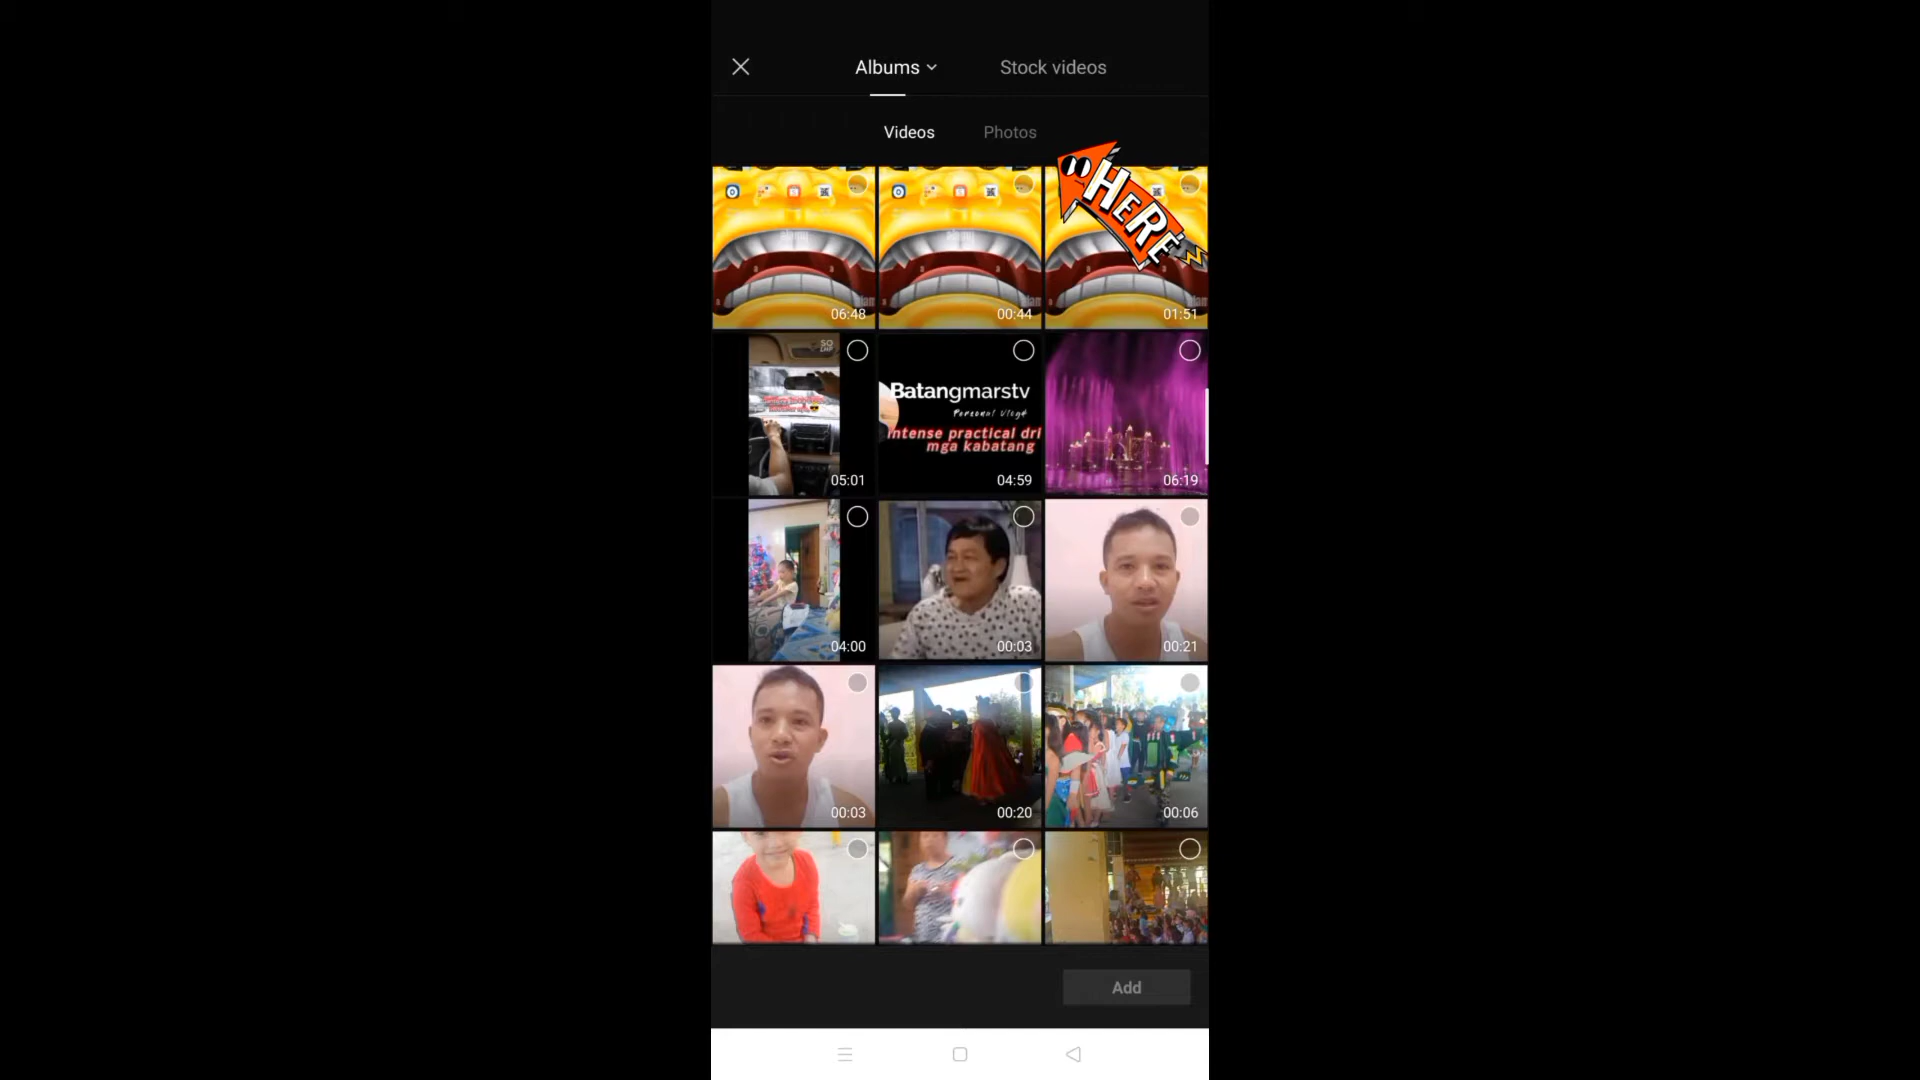 Albums
Stock videos
Videos
Photos
HERE
06:48
00:44
01:51
05:01
Batangmarstv
Personal Vlog#
intense practical dri
mga kabatang
04:59
06:19
04:00
00:03
00:21
00:03
00:20
00:06
Add